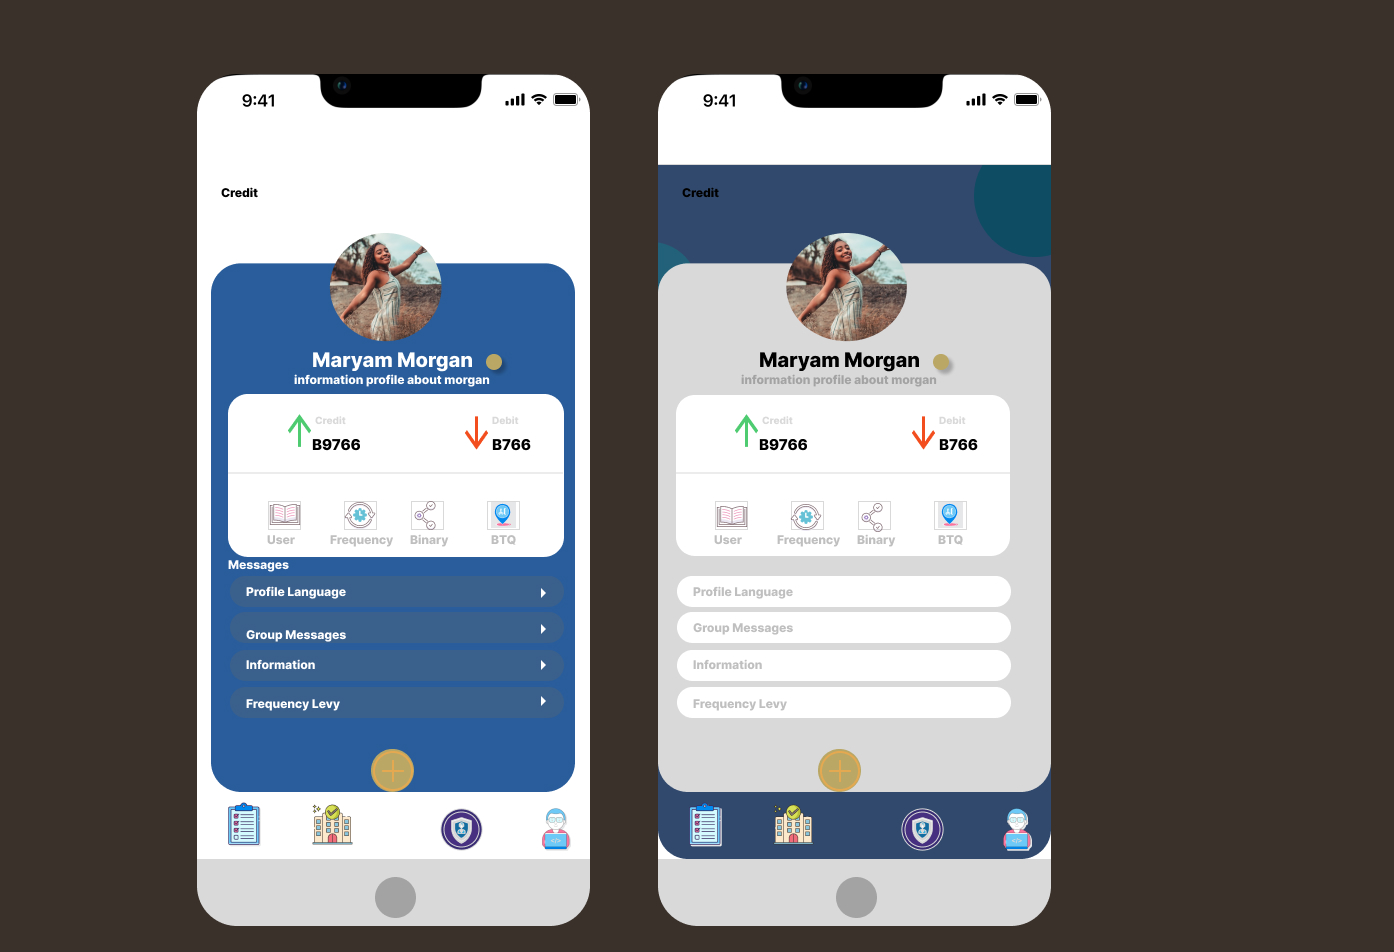 9:41
Credit
Maryam Morgan
information profile about morgan
Credit
B9766
Debit
B766
User
Frequency
Binary
BTQ
Messages
Profile Language
Group Messages
Information
Frequency Levy
9:41
Credit
Maryam Morgan
information profile about morgan
Credit
B9766
Debit
B766
User
Frequency
Binary
BTQ
Profile Language
Group Messages
Information
Frequency Levy